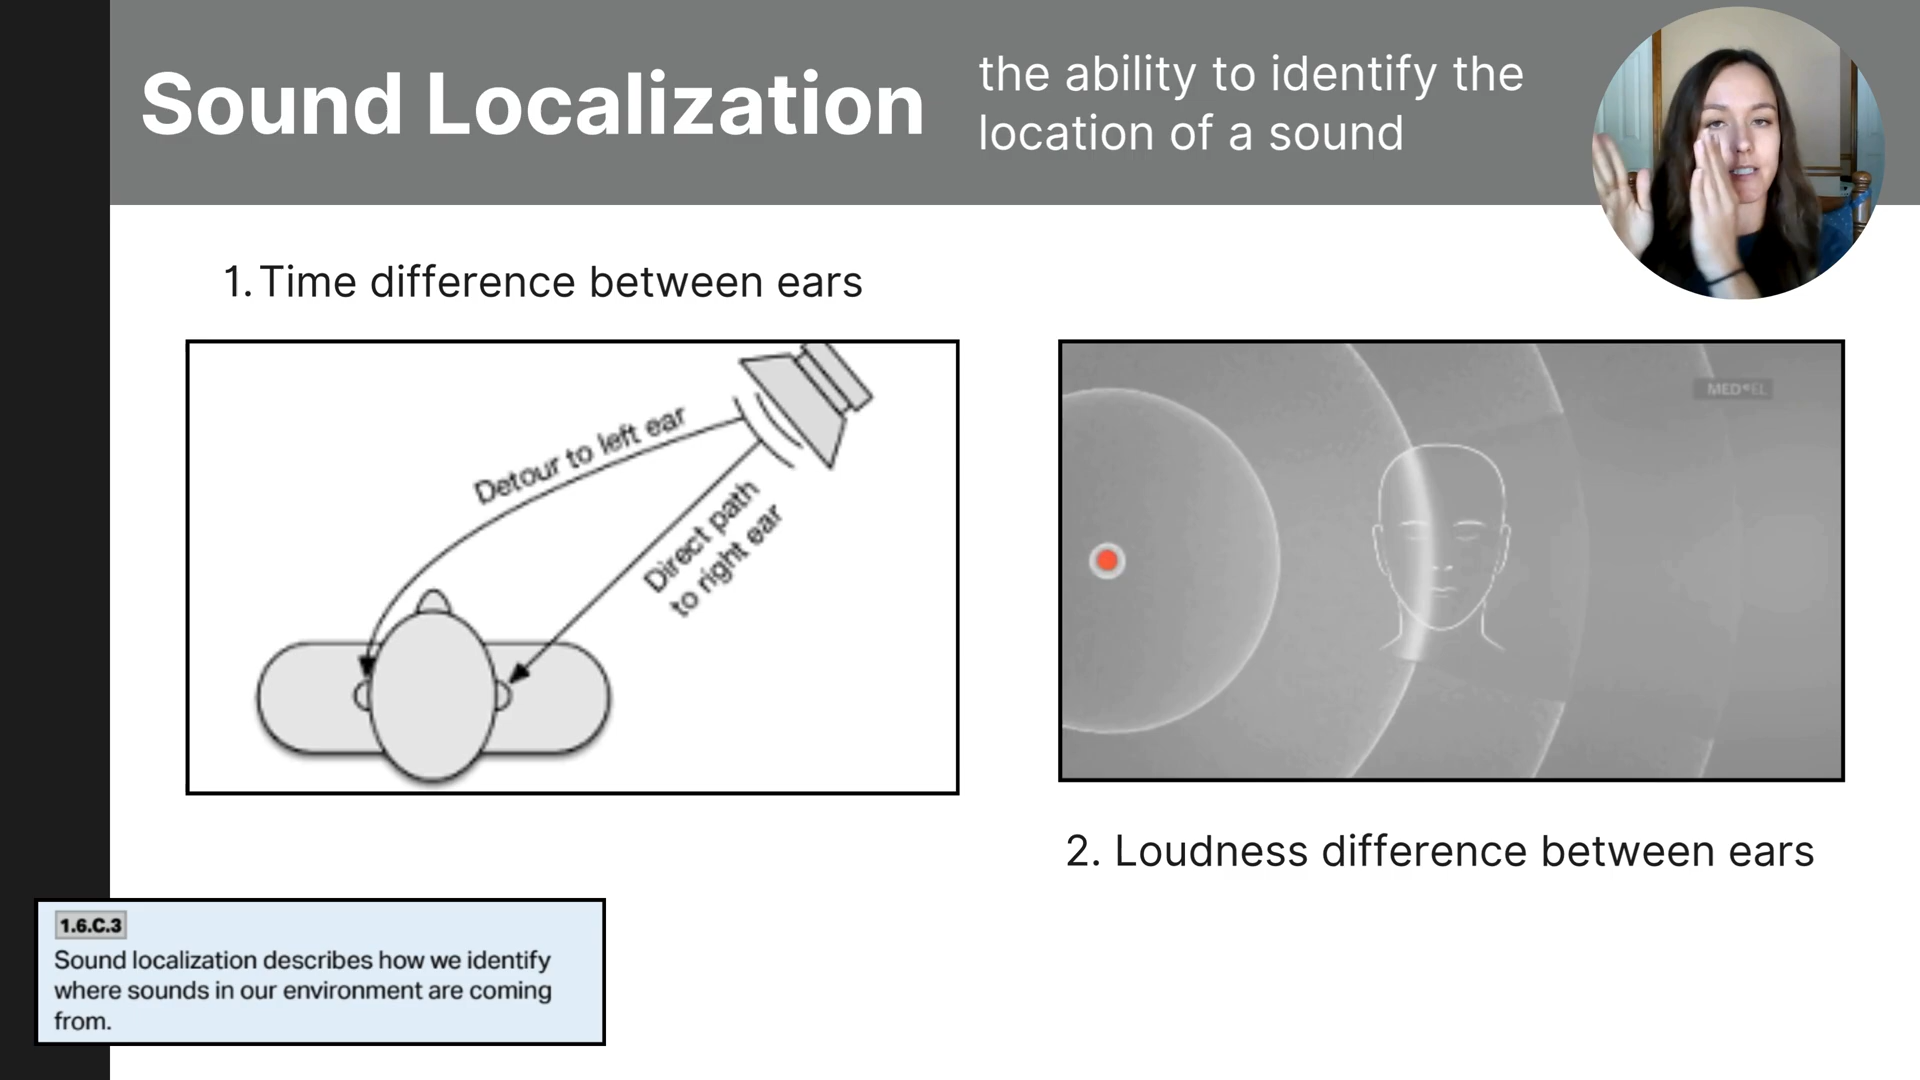 Sound Localization
the ability to identify the
location of a sound
1. Time difference between ears
Detour to left ear
Direct path
to right ear
MED°EL
2. Loudness difference between ears
1.6.C.3
Sound localization describes how we identify
where sounds in our environment are coming
from.